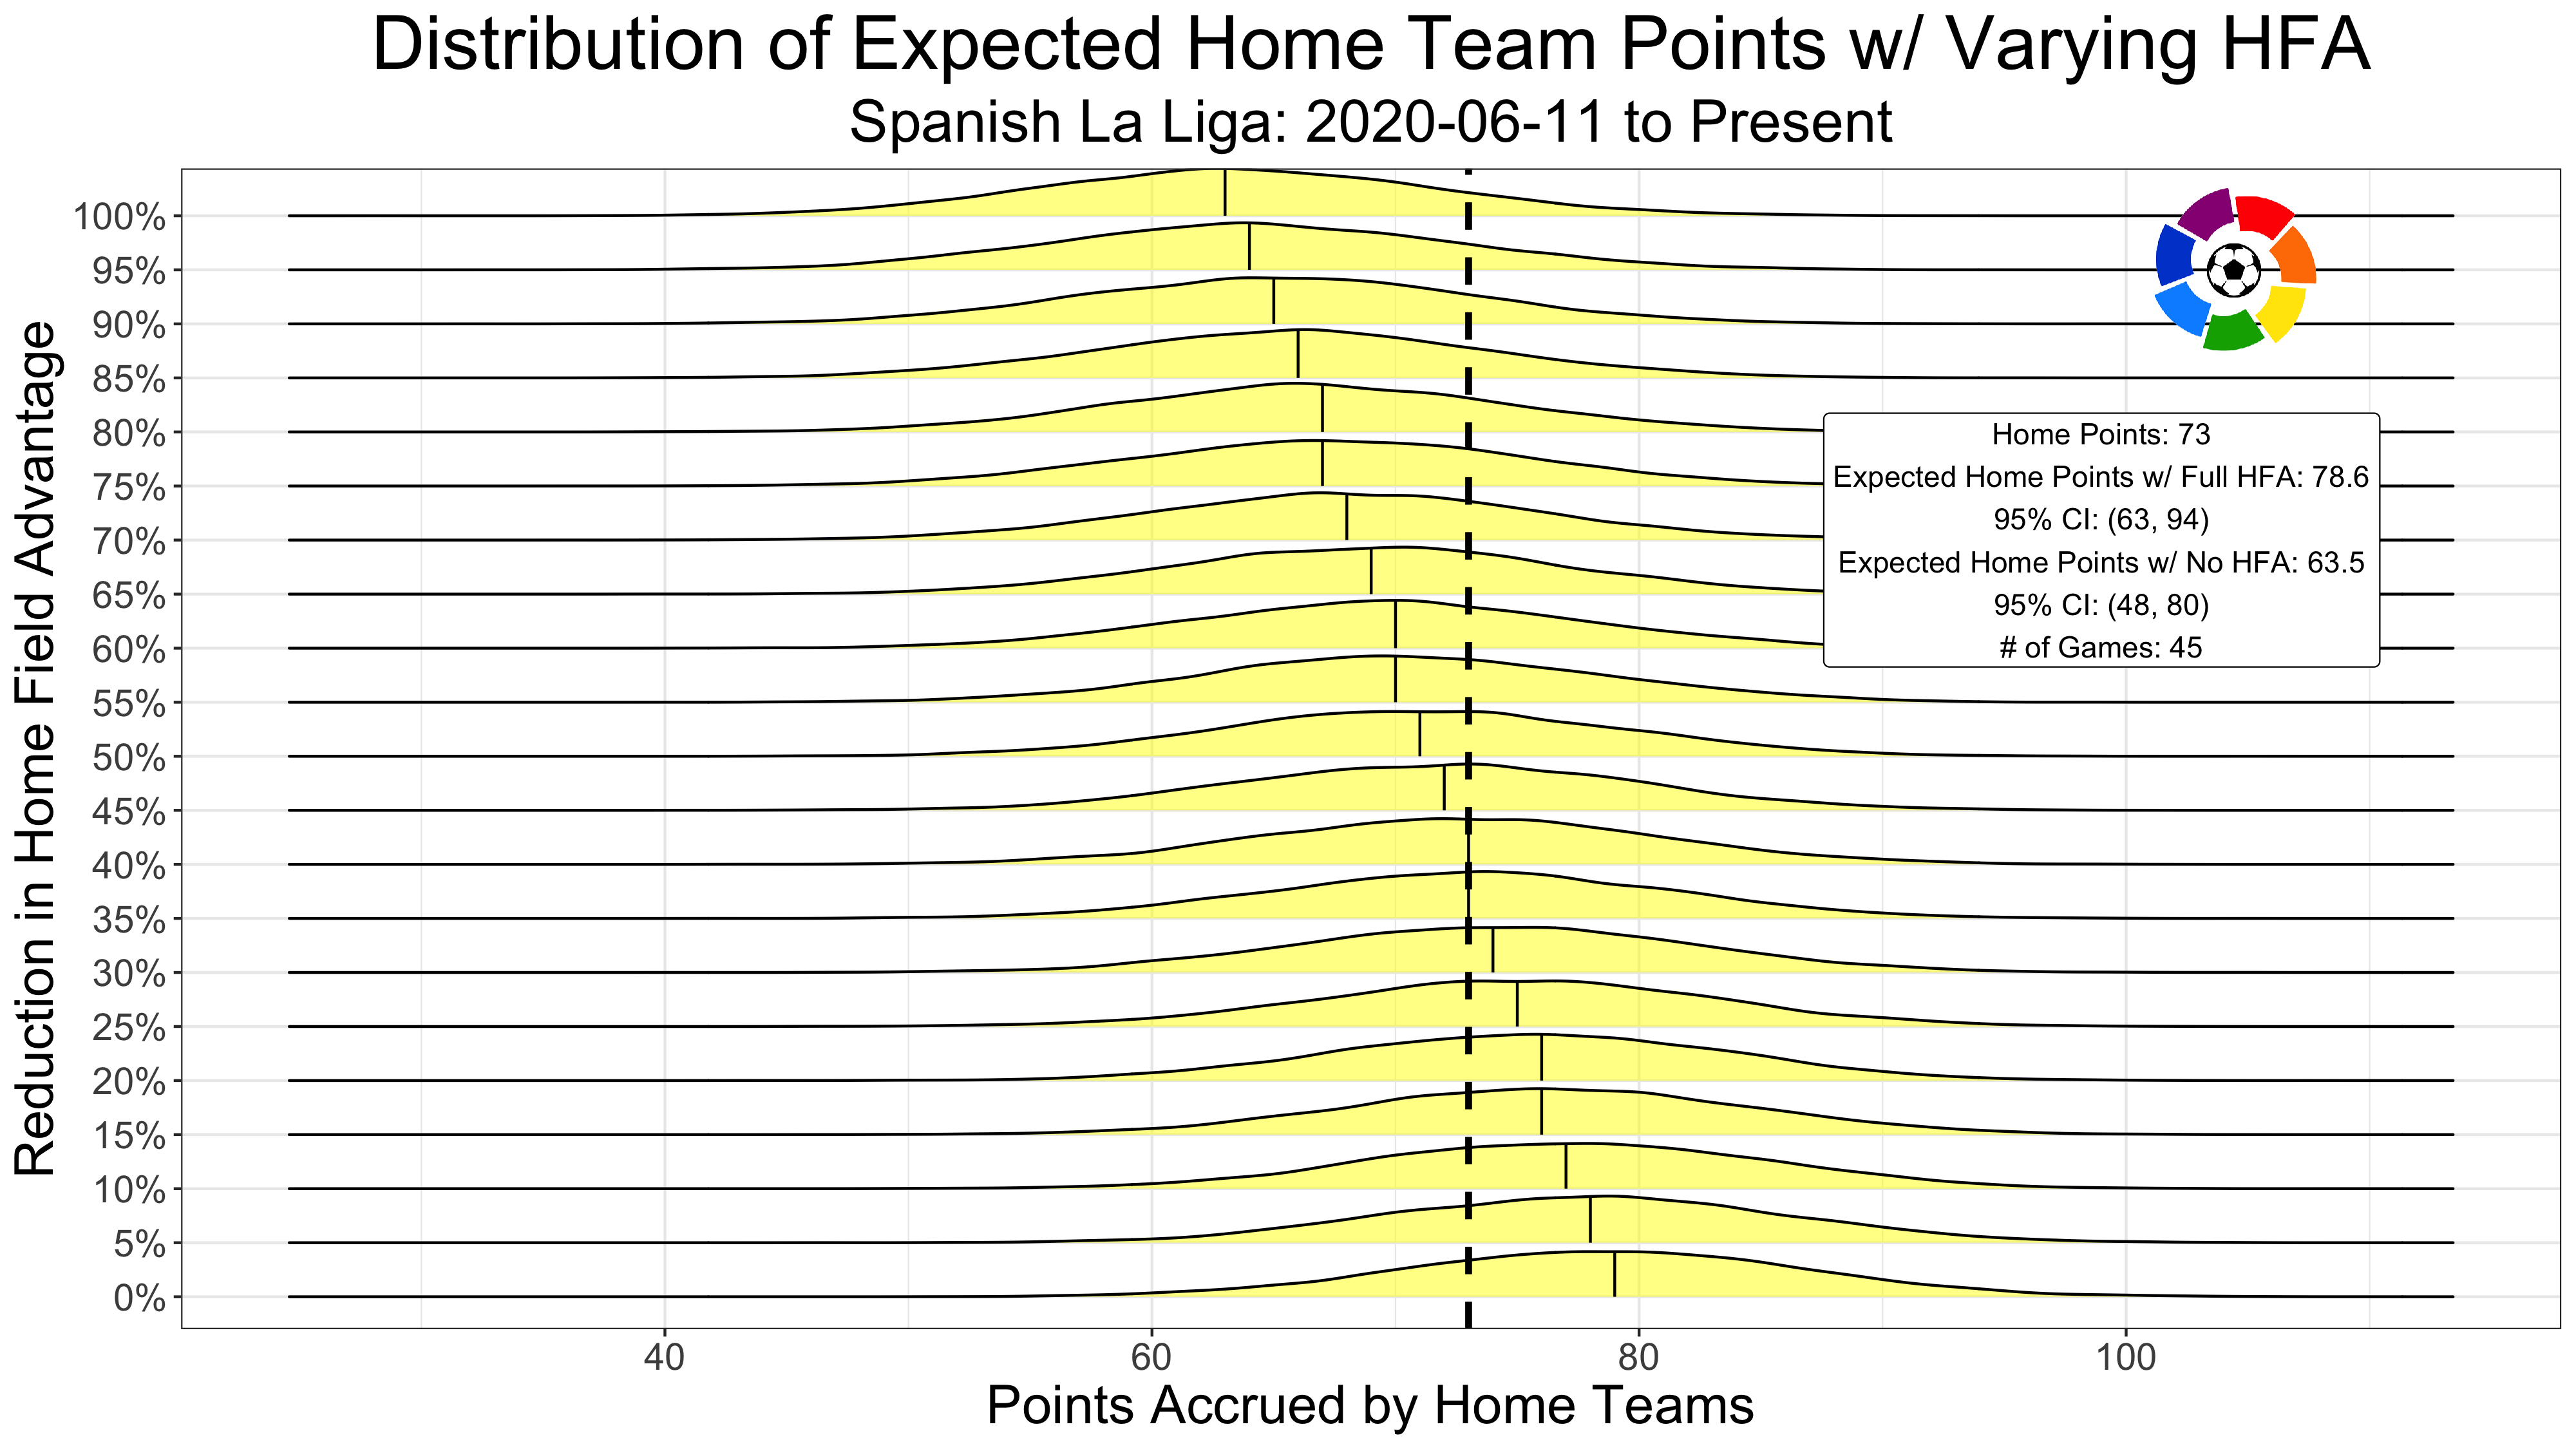 Distribution of Expected Home Team Points w/ Varying HFA
Spanish La Liga: 2020-06-11 to Present
Reduction in Home Field Advantage
100%
95%
90%
85%
80%
75%
70%
65%
60%
55%
50%
45%
40%
35%
30%
25%
20%
15%
10%
5%
0%
Home Points: 73
Expected Home Points w/ Full HFA: 78.6
95% CI: (63, 94)
Expected Home Points w/ No HFA: 63.5
95% CI: (48, 80)
# of Games: 45
40 60 80 100
Points Accrued by Home Teams